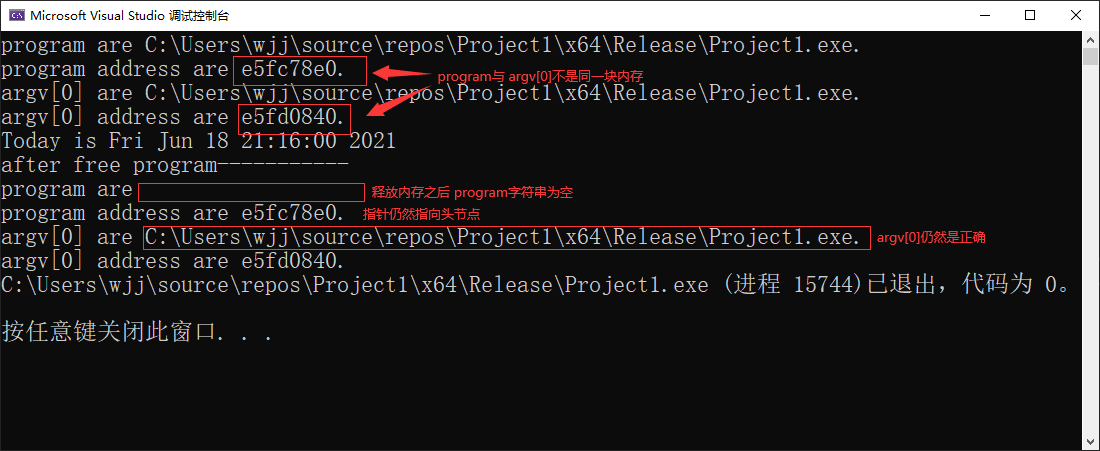 Microsoft Visual Studio 调试控制台
program are C:\Users\wjj\source\repos\Project1\x64\Release\Project1.exe.
program address are e5fc78e0.
program与 argv[0]不是同一块内存
argv[0] are C:\Users\wjj\source\repos\Project1\x64\Release\Project1.exe.
argv[0] address are e5fd0840.
Today is Fri Jun 18 21:16:00 2021
after free program-----------
program are 释放内存之后 program字符串为空
program address are e5fc78e0. 指针仍然指向头节点
argv[0] are C:\Users\wjj\source\repos\Project1\x64\Release\Project1.exe. argv[0]仍然是正确
argv[0] address are e5fd0840.
C:\Users\wjj\source\repos\Project1\x64\Release\Project1.exe (进程 15744)已退出，代码为 0。
按任意键关闭此窗口. . .